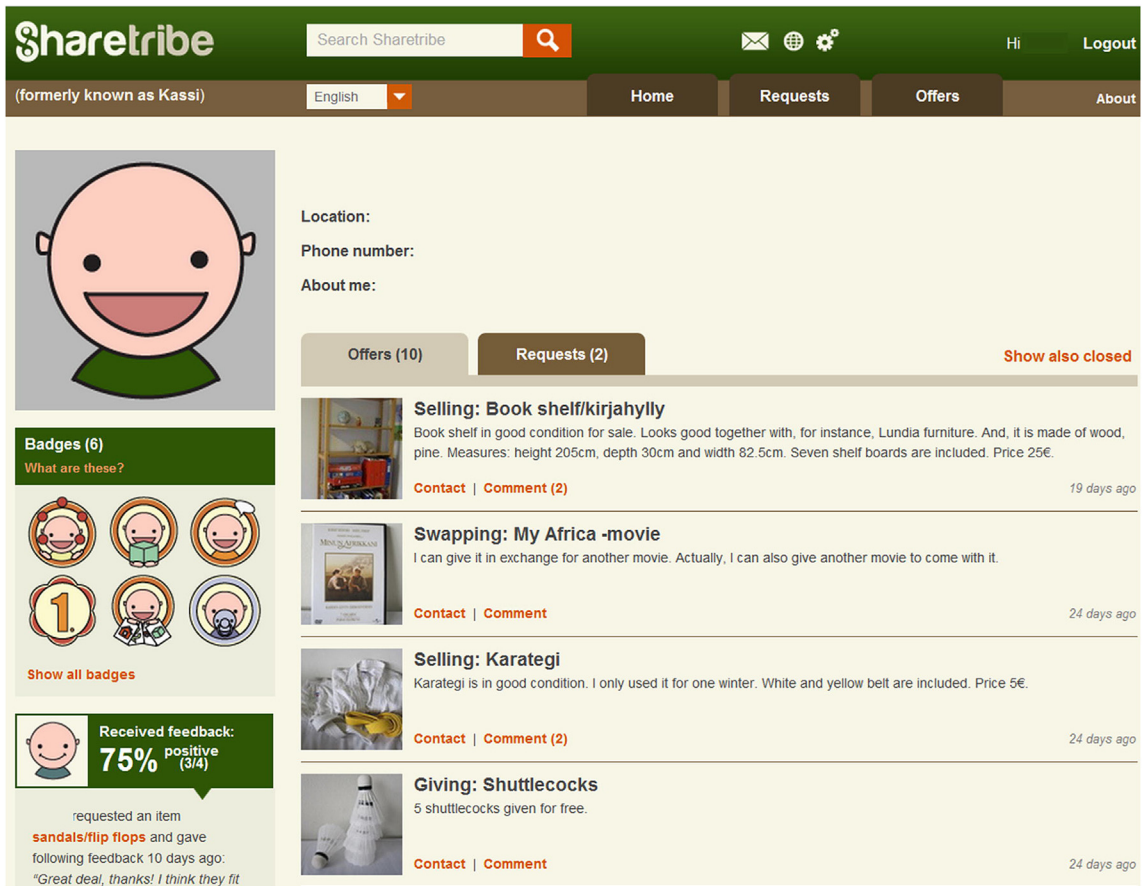 Sharetribe
Search Sharetribe
Hi
Logout
(formerly known as Kassi)
English
Home
Requests
Offers
About
Location:
Phone number:
About me:
Offers (10)
Requests (2)
Show also closed
Badges (6)
What are these?
1.
Show all badges
Received feedback:
75% positive
(3/4)
requested an item
sandals/flip flops and gave
following feedback 10 days ago:
"Great deal, thanks! I think they fit
Selling: Book shelf/kirjahylly
Book shelf in good condition for sale. Looks good together with, for instance, Lundia furniture. And, it is made of wood,
pine. Measures: height 205cm, depth 30cm and width 82.5cm. Seven shelf boards are included. Price 25€.
Contact | Comment (2)
19 days ago
Swapping: My Africa -movie
I can give it in exchange for another movie. Actually, I can also give another movie to come with it.
MINUN AFRIKKANI
Contact | Comment
24 days ago
Selling: Karategi
Karategi is in good condition. I only used it for one winter. White and yellow belt are included. Price 5€.
Contact | Comment (2)
24 days ago
Giving: Shuttlecocks
5 shuttlecocks given for free.
Contact | Comment
24 days ago